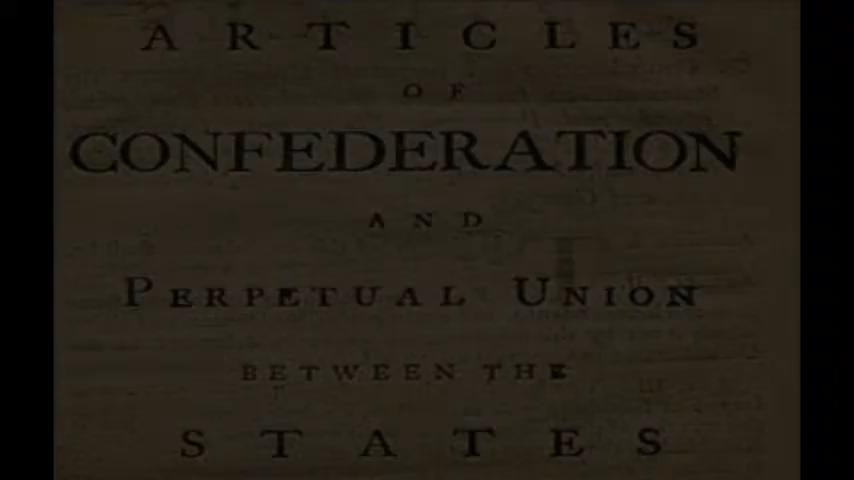 ARTICLES
OF
CONFEDERATION
AND
PERPETUAL UNION
BETWEEN THE
STATES